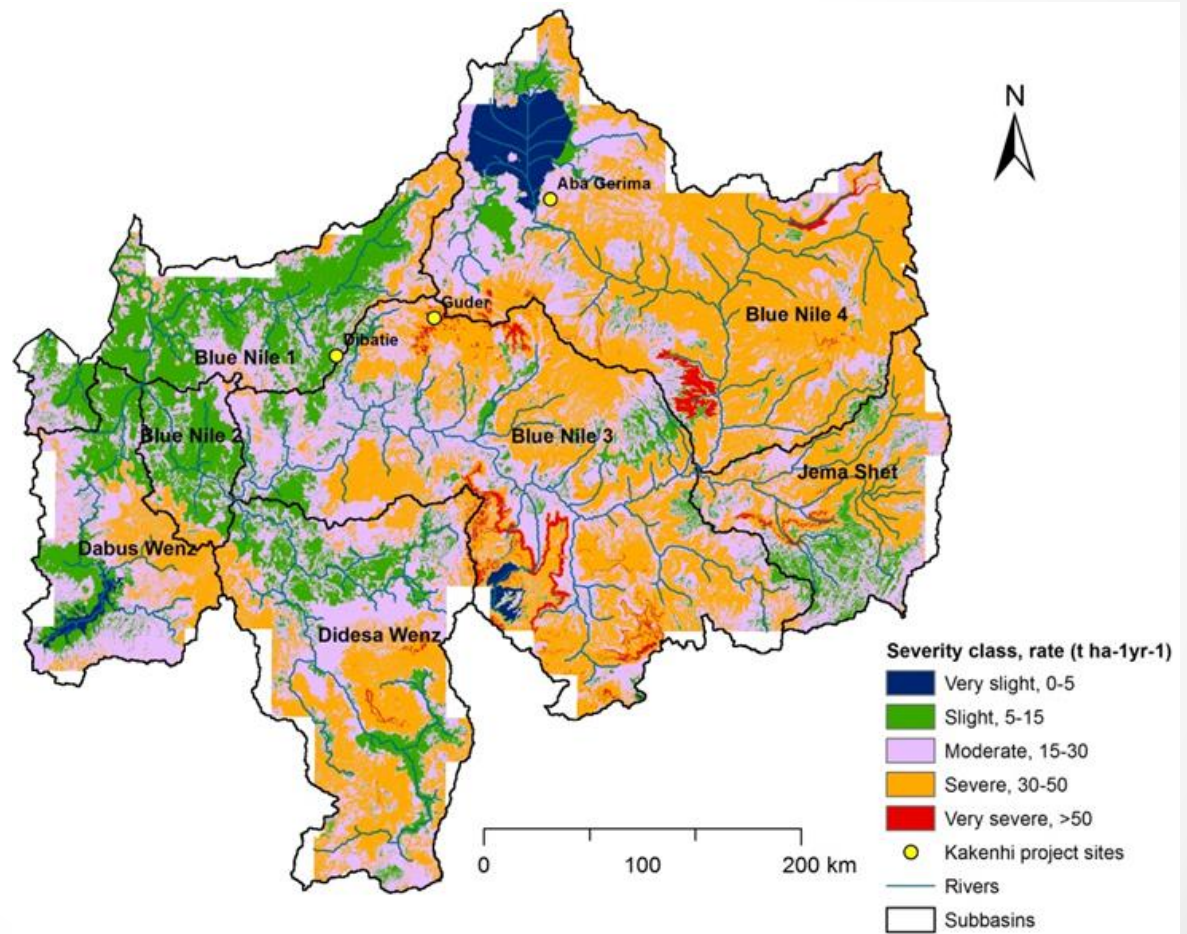 N
Aba Gerima
Blue Nile 4
Guder
Dibatie
Blue Nile 1
Blue Nile 2
Blue Nile 3
Jema Shet
Dabus Wenz
Didesa Wenz
Severity class, rate (t ha-1yr-1)
Very slight, 0-5
Slight, 5-15
Moderate, 15-30
Severe, 30-50
Very severe, >50
Kakenhi project sites
Rivers
Subbasins
0 100 200 km